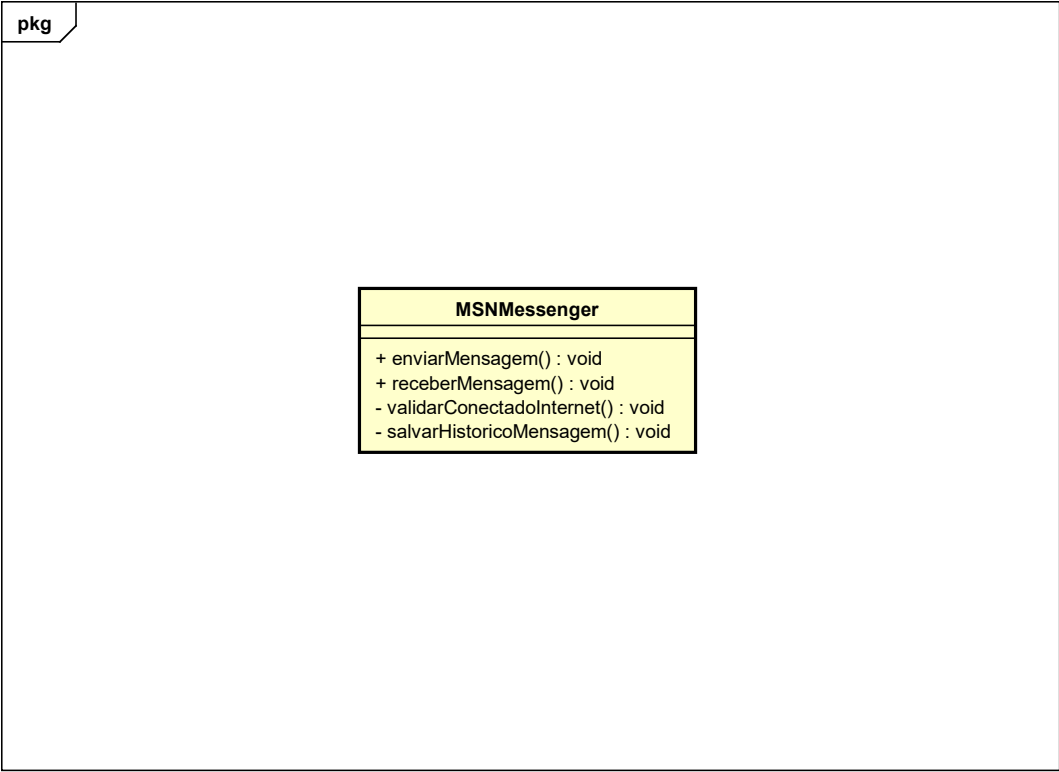 pkg
MSNMessenger
+ enviarMensagem() : void
+ receberMensagem() : void
- validarConectadoInternet() : void
- salvarHistoricoMensagem() : void